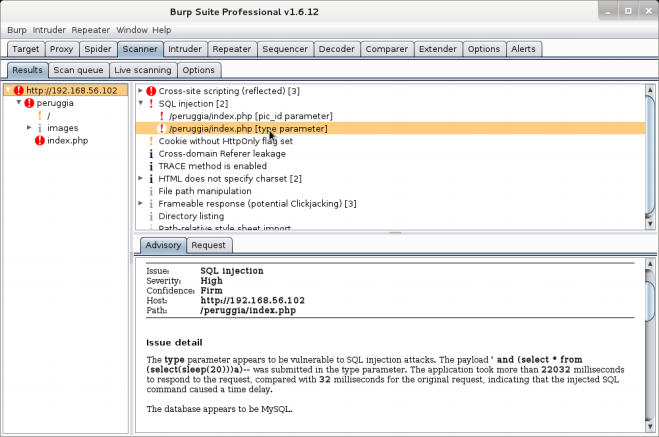 Burp Suite Professional v1.6.12
Burp Intruder Repeater Window Help
Target Proxy Spider Scanner Intruder Repeater Sequencer Decoder Comparer Extender Options Alerts
Results Scan queue Live scanning Options
http://192.168.56.102
peruggia
/
images
index.php
Cross-site scripting (reflected) [3]
SQL injection [2]
/peruggia/index.php [pic_id parameter]
/peruggia/index.php [type parameter]
Cookie without HttpOnly flag set
Cross-domain Referer leakage
TRACE method is enabled
HTML does not specify charset [2]
File path manipulation
Frameable response (potential Clickjacking) [3]
Directory listing
Path-relative style sheet import
Advisory Request
Issue: SQL injection
Severity: High
Confidence: Firm
Host: http://192.168.56.102
Path: /peruggia/index.php
Issue detail
The type parameter appears to be vulnerable to SQL injection attacks. The payload ' and (select * from
(select(sleep(20)))a)-- was submitted in the type parameter. The application took more than 22032 milliseconds
to respond to the request, compared with 32 milliseconds for the original request, indicating that the injected SQL
command caused a time delay.
The database appears to be MySQL.